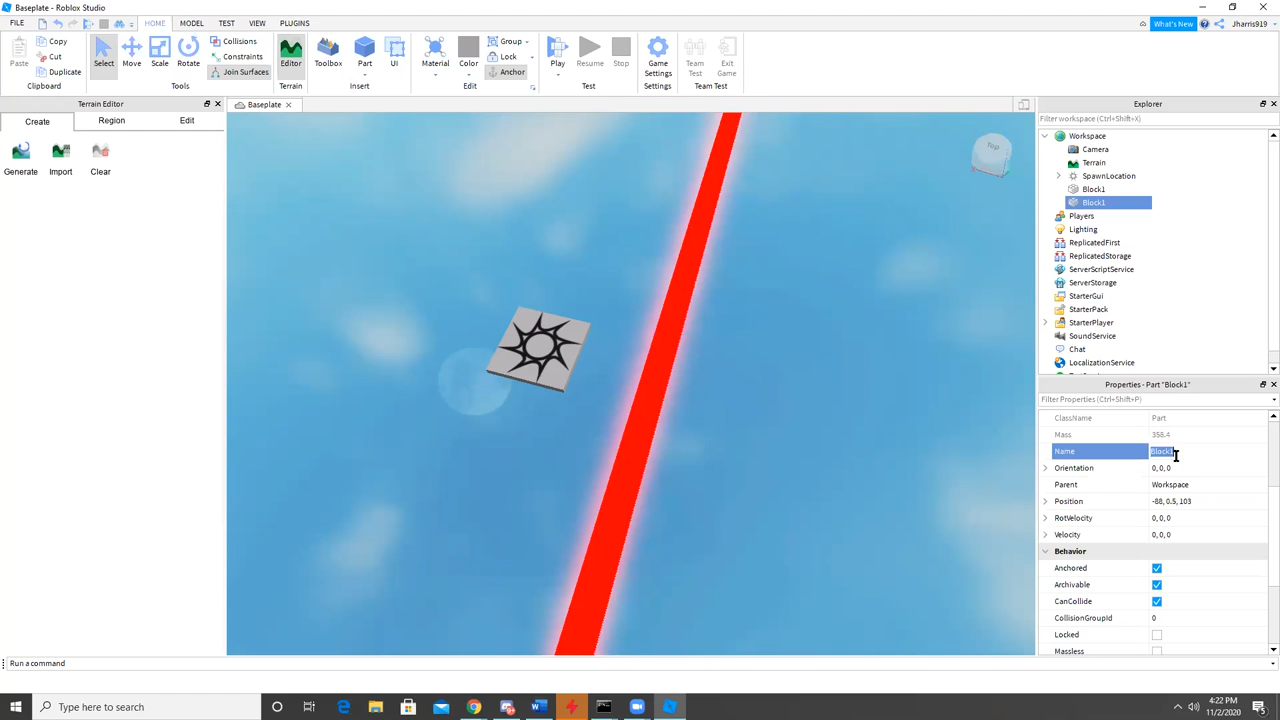 Baseplate - Roblox Studio
FILE HOME MODEL TEST VIEW PLUGINS What's New Jharris919
Paste Copy Cut Duplicate Select Move Scale Rotate Collisions Constraints Join Surfaces Editor Toolbox Part UI Material Color Group Lock Anchor Play Resume Stop Game Settings Team Test Exit Game
Clipboard Tools Terrain Insert Edit Test Settings Team Test
Terrain Editor
Create Region Edit
Generate Import Clear
Baseplate
Top
Explorer
Filter workspace (Ctrl+Shift+X)
Workspace
Camera
Terrain
SpawnLocation
Block1
Block1
Players
Lighting
ReplicatedFirst
ReplicatedStorage
ServerScriptService
ServerStorage
StarterGui
StarterPack
StarterPlayer
SoundService
Chat
LocalizationService
Properties - Part "Block1"
Filter Properties (Ctrl+Shift+P)
ClassName Part
Mass 358.4
Name Block1
Orientation 0, 0, 0
Parent Workspace
Position -88, 0.5, 103
RotVelocity 0, 0, 0
Velocity 0, 0, 0
Behavior
Anchored
Archivable
CanCollide
CollisionGroupId 0
Locked
Massless
Run a command
Type here to search
4:22 PM
11/2/2020